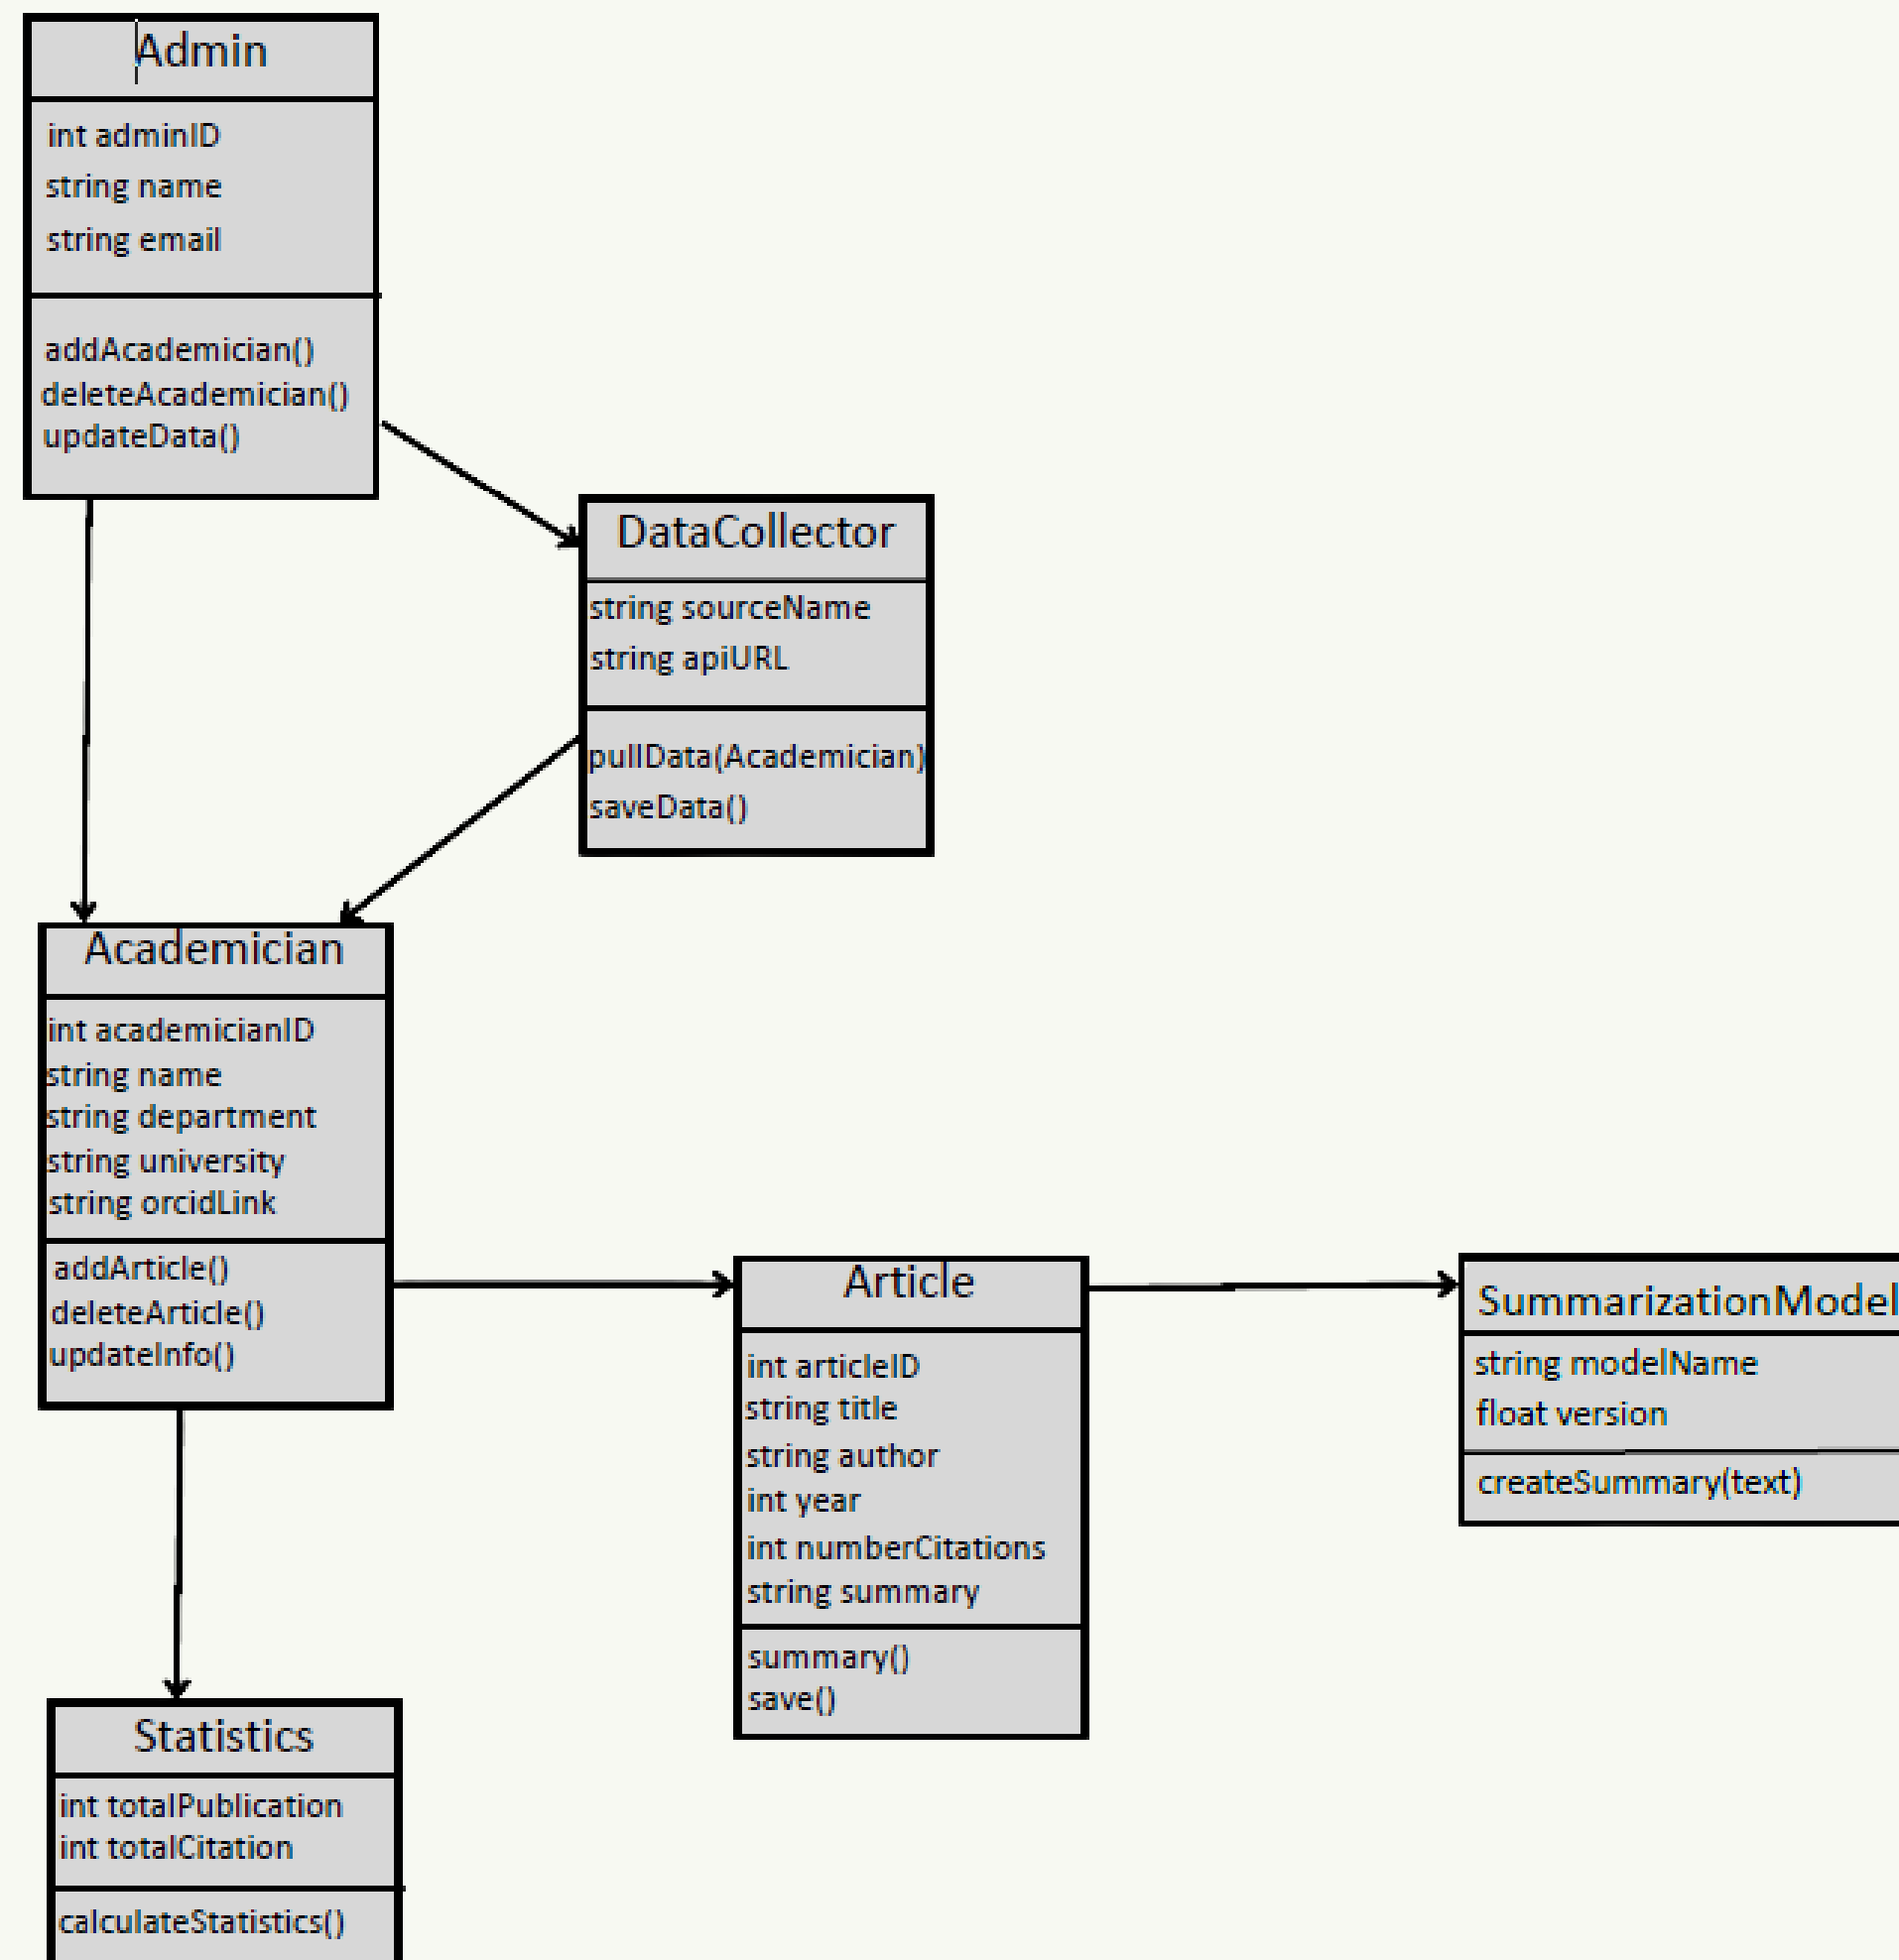 Admin
int adminID
string name
string email
addAcademician()
deleteAcademician()
updateData()
DataCollector
string sourceName
string apiURL
pullData(Academician)
saveData()
Academician
int academicianID
string name
string department
string university
string orcidLink
addArticle()
deleteArticle()
updateInfo()
Article
int articleID
string title
string author
int year
int numberCitations
string summary
summary()
save()
SummarizationModel
string modelName
float version
createSummary(text)
Statistics
int totalPublication
int totalCitation
calculateStatistics()